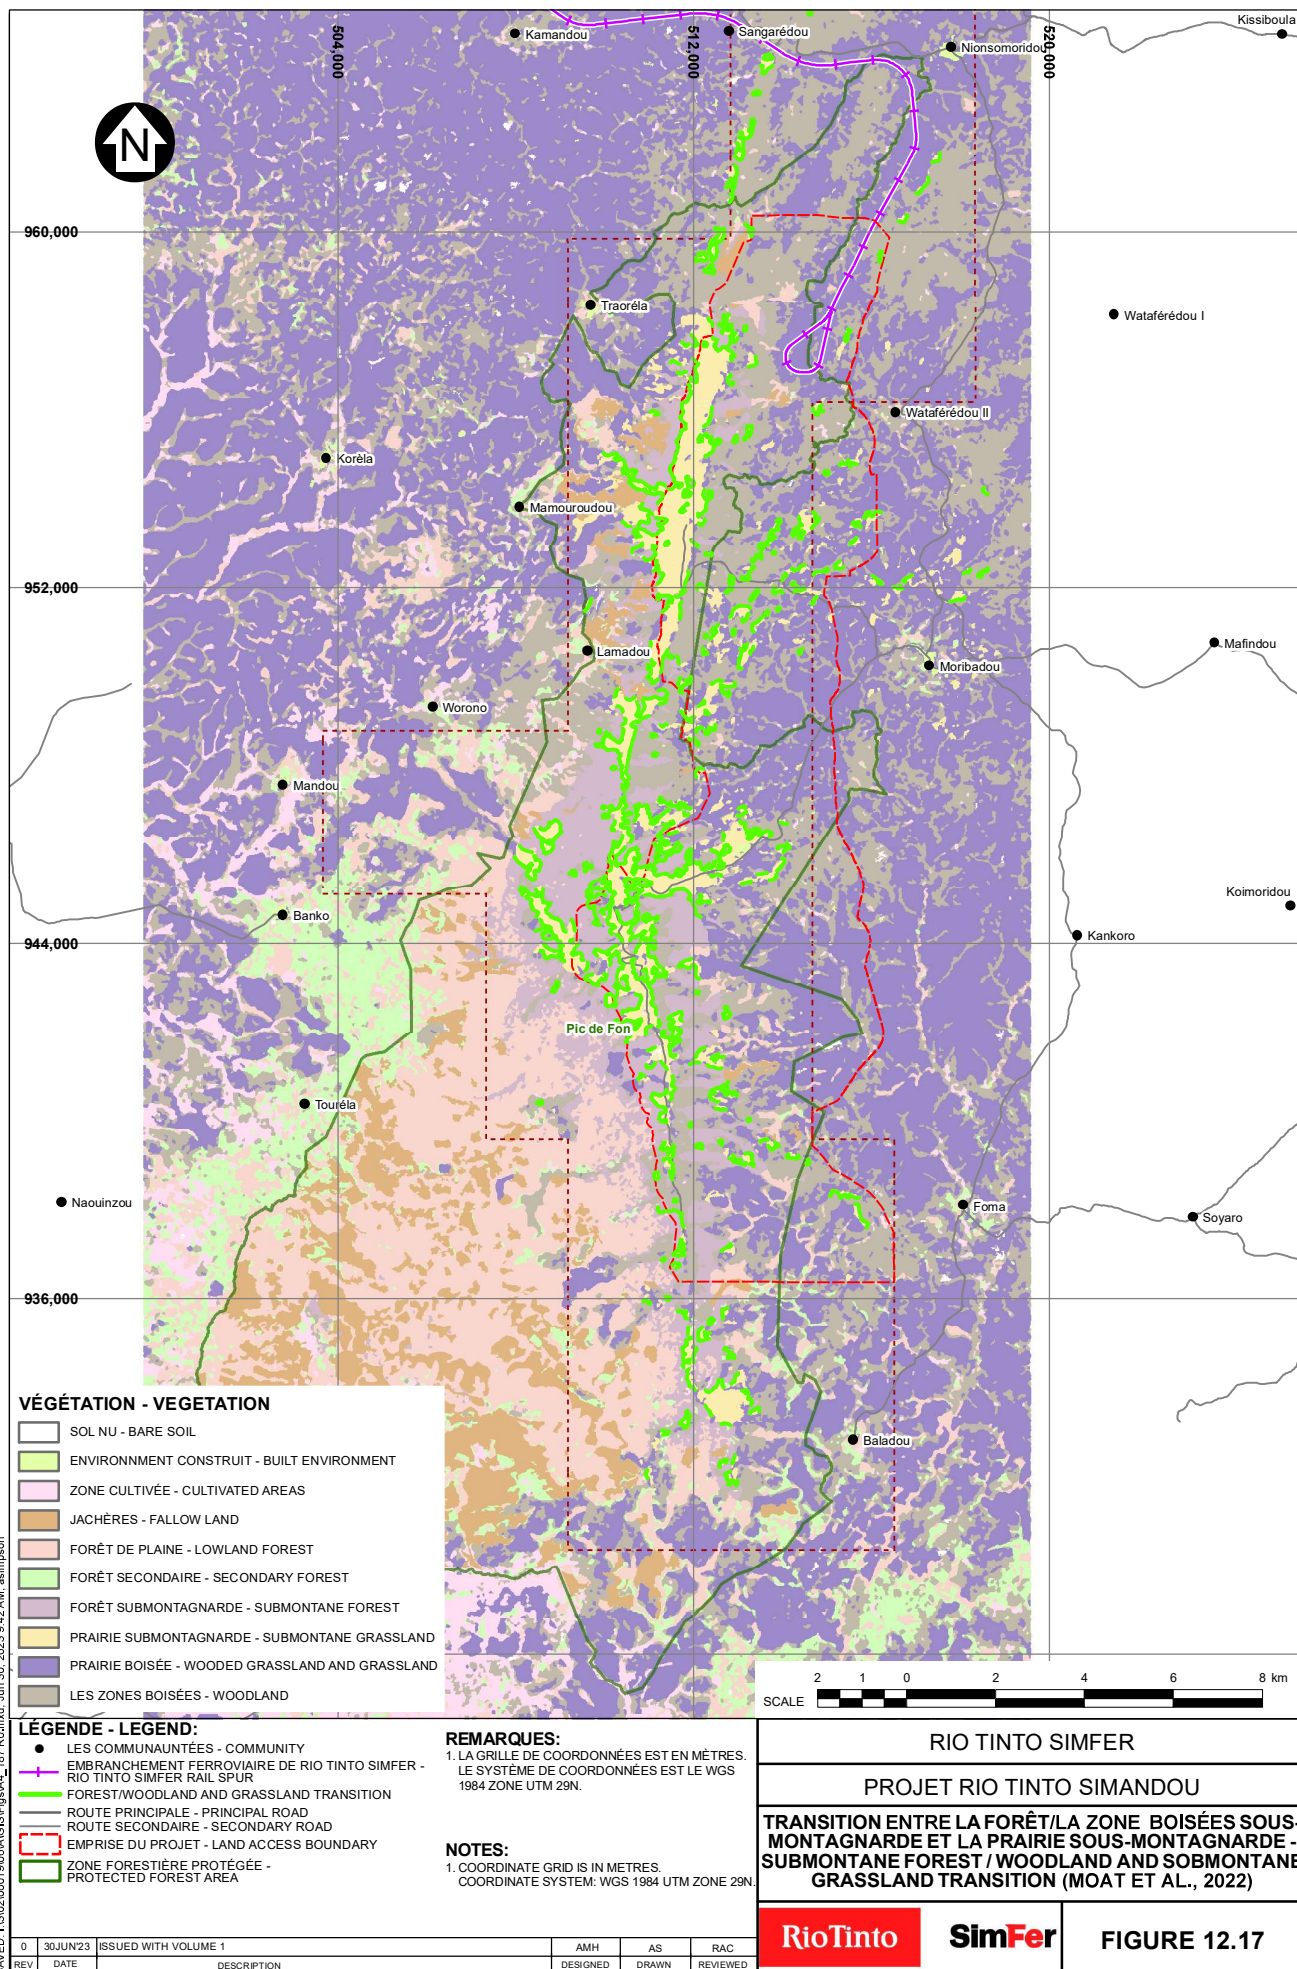 Kissiboula
Kamandou
Sangarédou
Nionsomoridou
504,000
512,000
520,000
N
960,000
Traoréla
Wataférédou I
Wataférédou II
Korèla
Mamouroudou
952,000
Lamadou
Mafindou
Moribadou
Worono
Mandou
Koimoridou
Banko
Kankoro
944,000
Pic de Fon
Touréla
Naouinzou
Foma
Soyaro
936,000
Baladou
VÉGÉTATION - VEGETATION
SOL NU - BARE SOIL
ENVIRONNMENT CONSTRUIT - BUILT ENVIRONMENT
ZONE CULTIVÉE - CULTIVATED AREAS
JACHÈRES - FALLOW LAND
FORÊT DE PLAINE - LOWLAND FOREST
FORÊT SECONDAIRE - SECONDARY FOREST
FORÊT SUBMONTAGNARDE - SUBMONTANE FOREST
PRAIRIE SUBMONTAGNARDE - SUBMONTANE GRASSLAND
PRAIRIE BOISÉE - WOODED GRASSLAND AND GRASSLAND
LES ZONES BOISÉES - WOODLAND
SCALE 2 1 0 2 4 6 8 km
LÉGENDE - LEGEND:
LES COMMUNAUNTÉES - COMMUNITY
EMBRANCHEMENT FERROVIAIRE DE RIO TINTO SIMFER -
RIO TINTO SIMFER RAIL SPUR
FOREST/WOODLAND AND GRASSLAND TRANSITION
ROUTE PRINCIPALE - PRINCIPAL ROAD
ROUTE SECONDAIRE - SECONDARY ROAD
EMPRISE DU PROJET - LAND ACCESS BOUNDARY
ZONE FORESTIÈRE PROTÉGÉE -
PROTECTED FOREST AREA
REMARQUES:
1. LA GRILLE DE COORDONNÉES EST EN MÈTRES.
LE SYSTÈME DE COORDONNÉES EST LE WGS
1984 ZONE UTM 29N.
NOTES:
1. COORDINATE GRID IS IN METRES.
COORDINATE SYSTEM: WGS 1984 UTM ZONE 29N.
RIO TINTO SIMFER
PROJET RIO TINTO SIMANDOU
TRANSITION ENTRE LA FORÊT/LA ZONE BOISÉES SOUS-
MONTAGNARDE ET LA PRAIRIE SOUS-MONTAGNARDE -
SUBMONTANE FOREST / WOODLAND AND SOBMONTANE
GRASSLAND TRANSITION (MOAT ET AL., 2022)
RioTinto
SimFer
FIGURE 12.17
0 30JUN'23 ISSUED WITH VOLUME 1 AMH AS RAC
REV DATE DESCRIPTION DESIGNED DRAWN REVIEWED